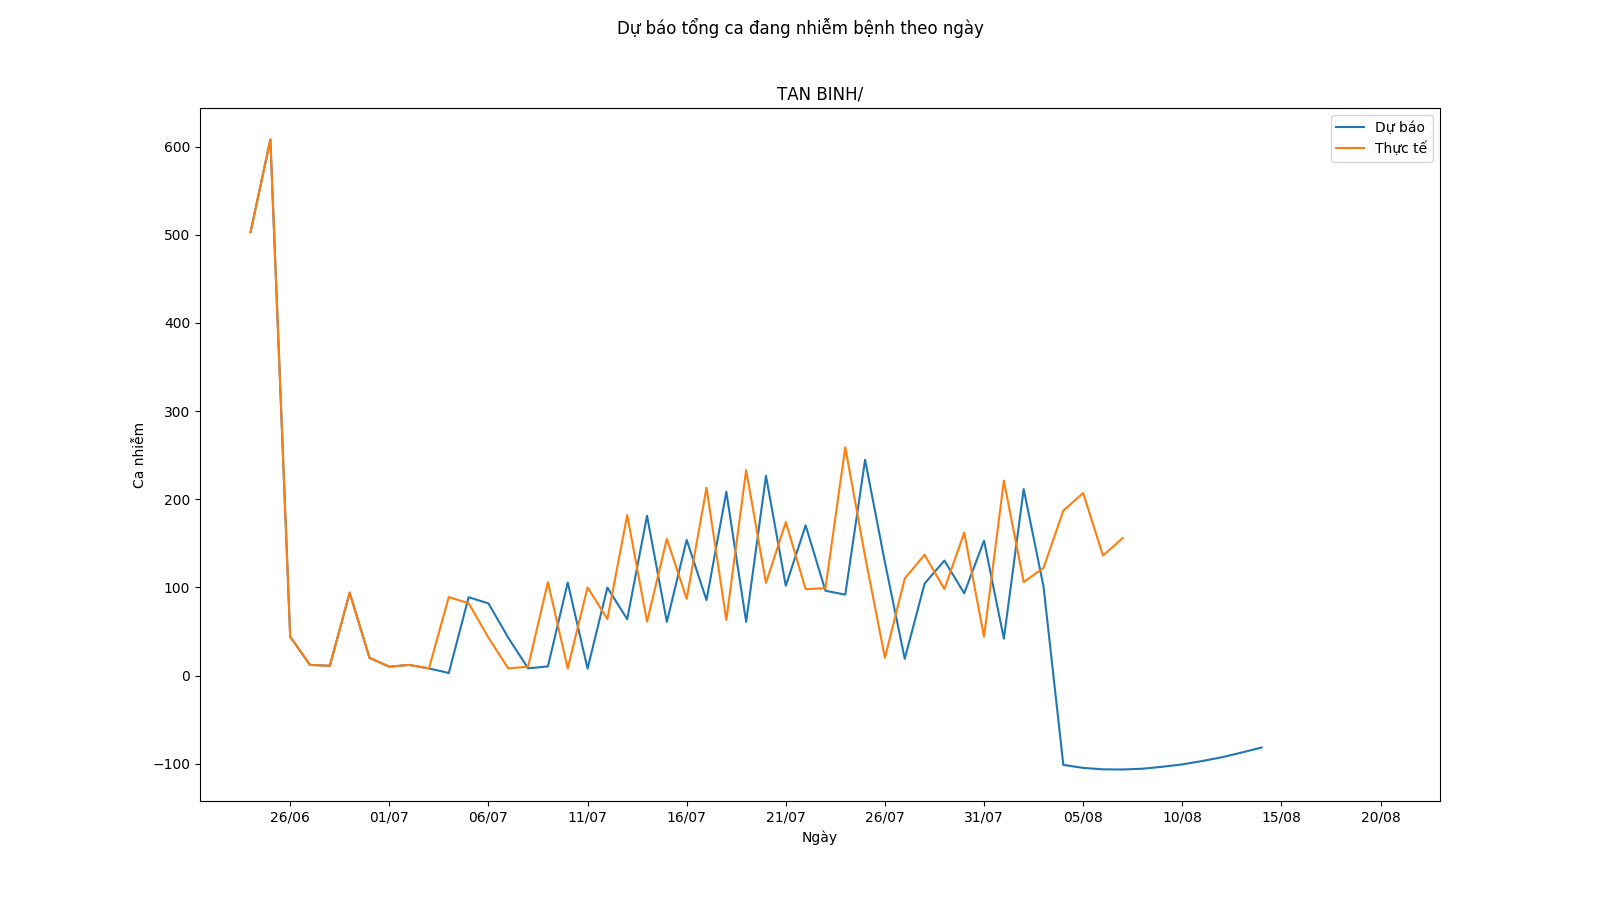 Dự báo tổng ca đang nhiễm bệnh theo ngày
TAN BINH/
Dự báo
Thực tế
600
500
400
300
200
100
0
−100
Ca nhiễm
26/06 01/07 06/07 11/07 16/07 21/07 26/07 31/07 05/08 10/08 15/08 20/08
Ngày